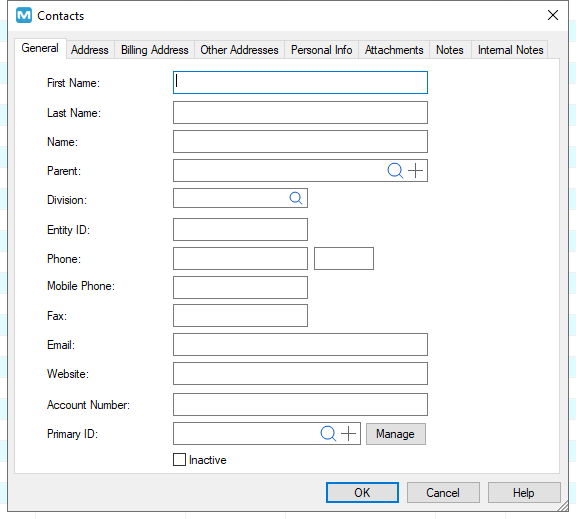 M Contacts
General Address Billing Address Other Addresses Personal Info Attachments Notes Internal Notes
First Name:
Last Name:
Name:
Parent:
Division:
Entity ID:
Phone:
Mobile Phone:
Fax:
Email:
Website:
Account Number:
Primary ID: Manage
Inactive
OK Cancel Help